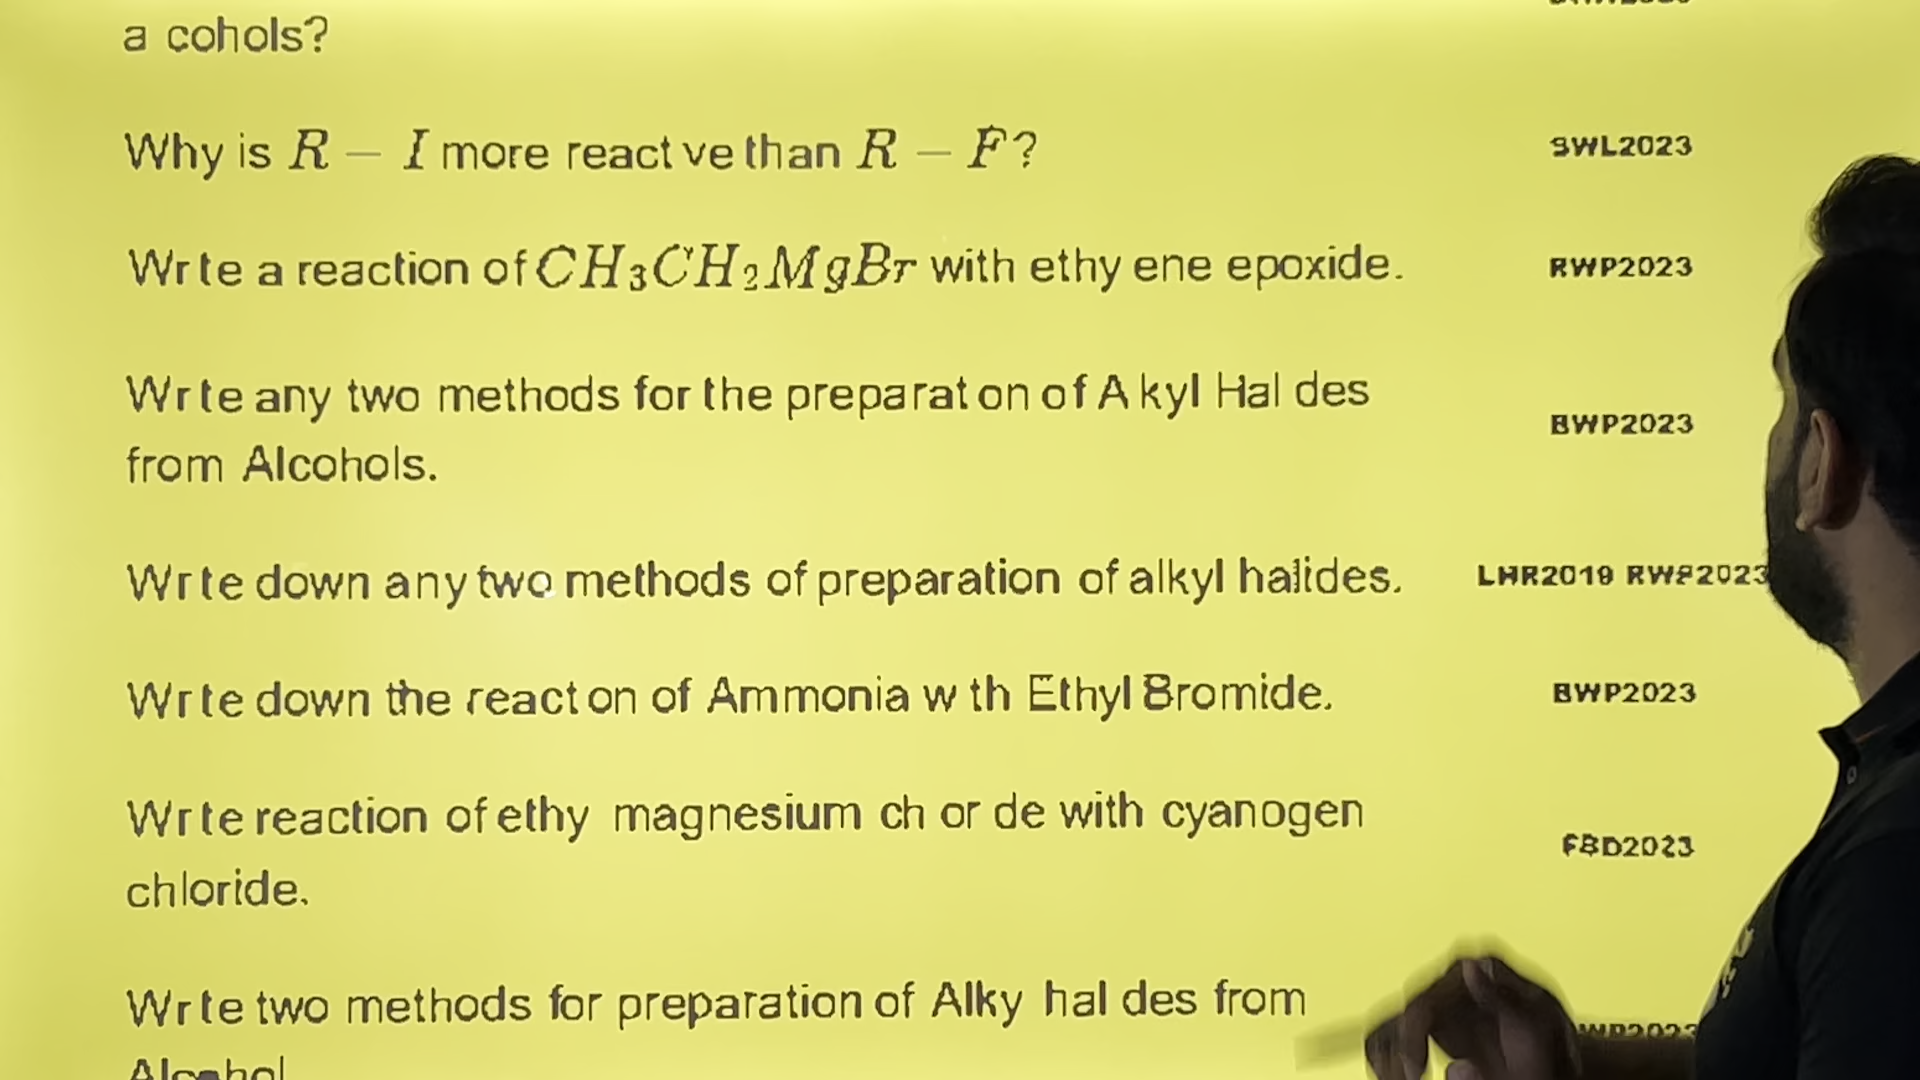 a cohols?
Why is R − I more react ve than R − F? SWL2023
Wr te a reaction of CH₃CH₂MgBr with ethy ene epoxide. RWP2023
Wr te any two methods for the preparat on of A kyl Hal des
from Alcohols. BWP2023
Wr te down any two methods of preparation of alkyl halides. LHR2019 RWP2023
Wr te down the react on of Ammonia w th Ethyl Bromide. BWP2023
Wr te reaction of ethy magnesium ch or de with cyanogen
chloride. FBD2023
Wr te two methods for preparation of Alky hal des from
Alcohol